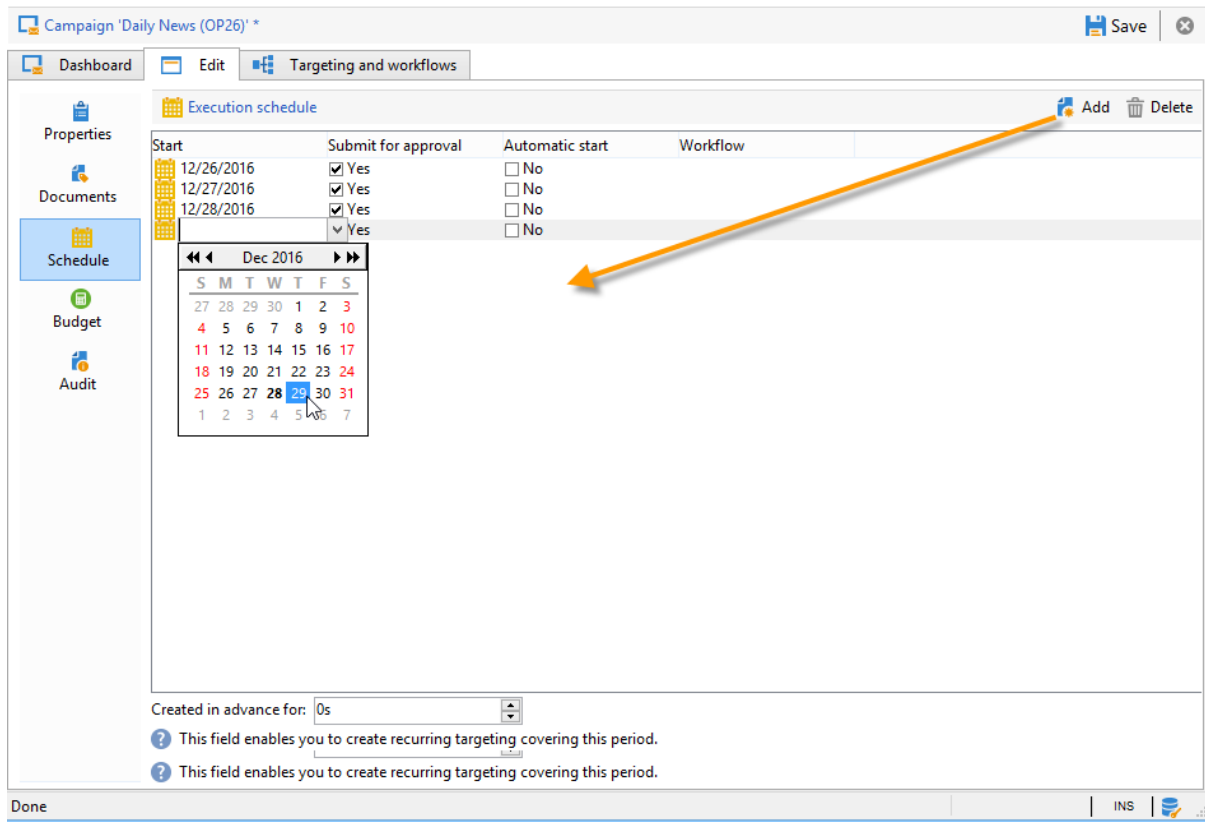 Campaign 'Daily News (OP26)' *
Save
Dashboard
Edit
Targeting and workflows
Properties
Documents
Schedule
Budget
Audit
Execution schedule
Add
Delete
Start Submit for approval Automatic start Workflow
12/26/2016 Yes No
12/27/2016 Yes No
12/28/2016 Yes No
Yes No
Dec 2016
S M T W T F S
27 28 29 30 1 2 3
4 5 6 7 8 9 10
11 12 13 14 15 16 17
18 19 20 21 22 23 24
25 26 27 28 29 30 31
1 2 3 4 5 6 7
Created in advance for: 0s
This field enables you to create recurring targeting covering this period.
This field enables you to create recurring targeting covering this period.
Done
INS